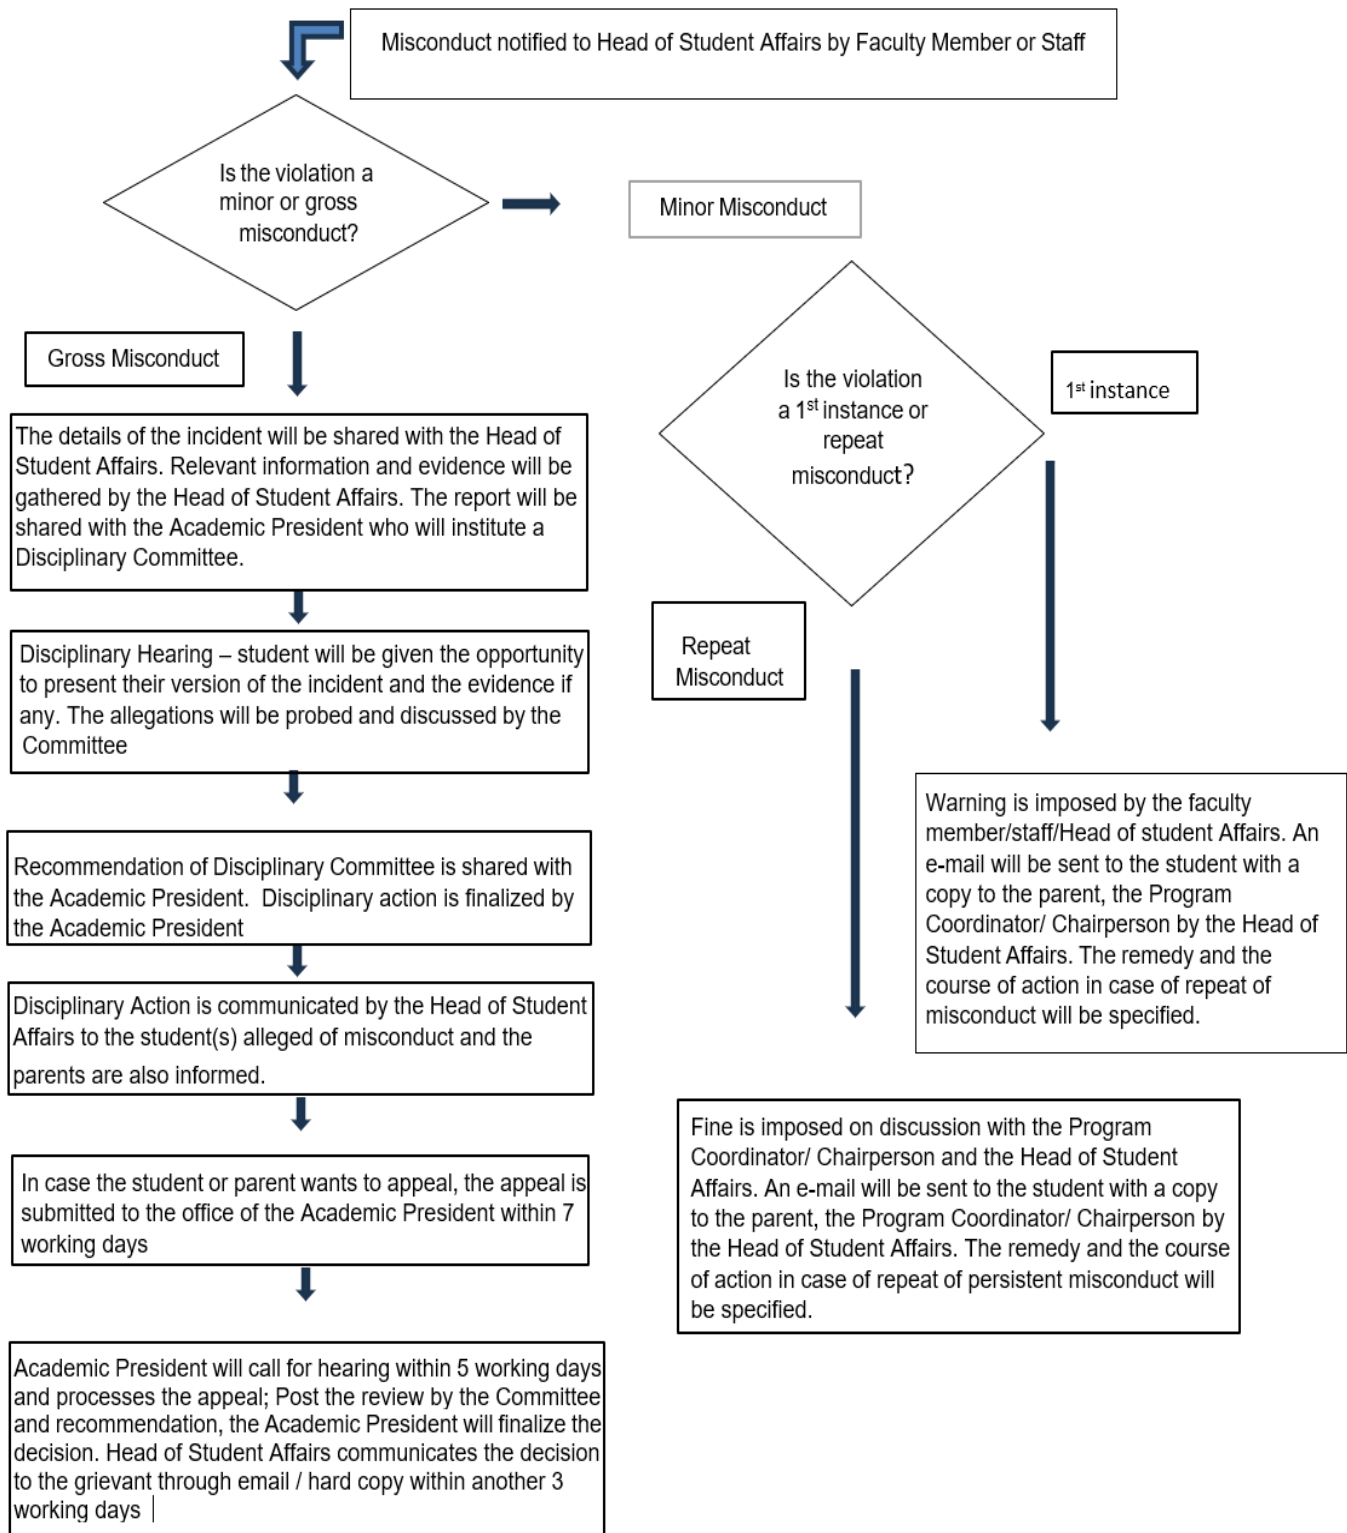 Misconduct notified to Head of Student Affairs by Faculty Member or Staff
Is the violation a
minor or gross
misconduct?
Minor Misconduct
Gross Misconduct
The details of the incident will be shared with the Head of
Student Affairs. Relevant information and evidence will be
gathered by the Head of Student Affairs. The report will be
shared with the Academic President who will institute a
Disciplinary Committee.
Disciplinary Hearing – student will be given the opportunity
to present their version of the incident and the evidence if
any. The allegations will be probed and discussed by the
Committee
Recommendation of Disciplinary Committee is shared with
the Academic President.  Disciplinary action is finalized by
the Academic President
Disciplinary Action is communicated by the Head of Student
Affairs to the student(s) alleged of misconduct and the
parents are also informed.
In case the student or parent wants to appeal, the appeal is
submitted to the office of the Academic President within 7
working days
Academic President will call for hearing within 5 working days
and processes the appeal; Post the review by the Committee
and recommendation, the Academic President will finalize the
decision. Head of Student Affairs communicates the decision
to the grievant through email / hard copy within another 3
working days
Is the violation
a 1st instance or
repeat
misconduct?
1st instance
Repeat
Misconduct
Warning is imposed by the faculty
member/staff/Head of student Affairs. An
e-mail will be sent to the student with a
copy to the parent, the Program
Coordinator/ Chairperson by the Head of
Student Affairs. The remedy and the
course of action in case of repeat of
misconduct will be specified.
Fine is imposed on discussion with the Program
Coordinator/ Chairperson and the Head of Student
Affairs. An e-mail will be sent to the student with a copy
to the parent, the Program Coordinator/ Chairperson by
the Head of Student Affairs. The remedy and the course
of action in case of repeat of persistent misconduct will
be specified.